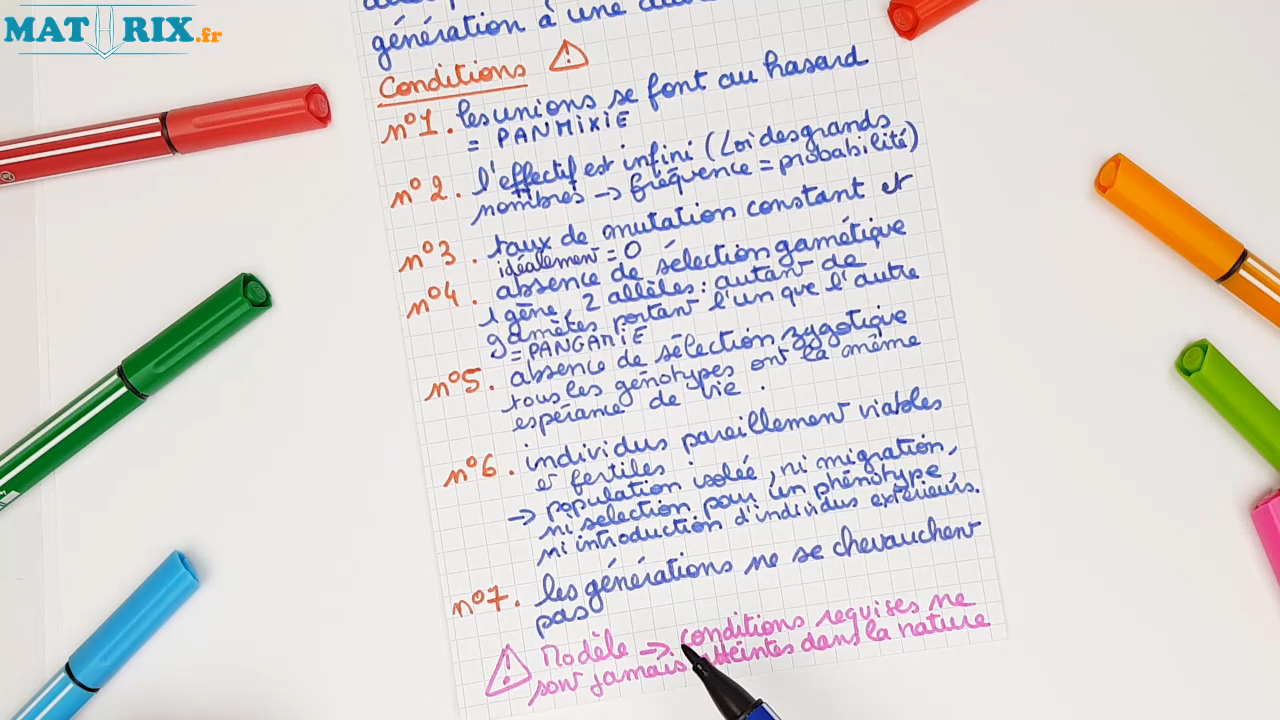 MATHRIX.fr
génération à une
Conditions
n°1. les unions se font au hasard
= PANMIXIE
n°2. l'effectif est infini (Loi des grands
nombres → fréquence = probabilité)
n°3. taux de mutation constant et
idéalement = 0
n°4. absence de sélection gamétique
1 gène, 2 allèles : autant de
gamètes portant l'un que l'autre
= PANGAMIE
n°5. absence de sélection zygotique
tous les génotypes ont la même
espérance de vie.
n°6. individus pareillement viables
et fertiles
→ population isolée, ni migration,
ni selection pour un phénotype
ni introduction d'individus extérieurs.
n°7. les générations ne se chevauchent
pas
Modèle → conditions requises ne
sont jamais atteintes dans la nature